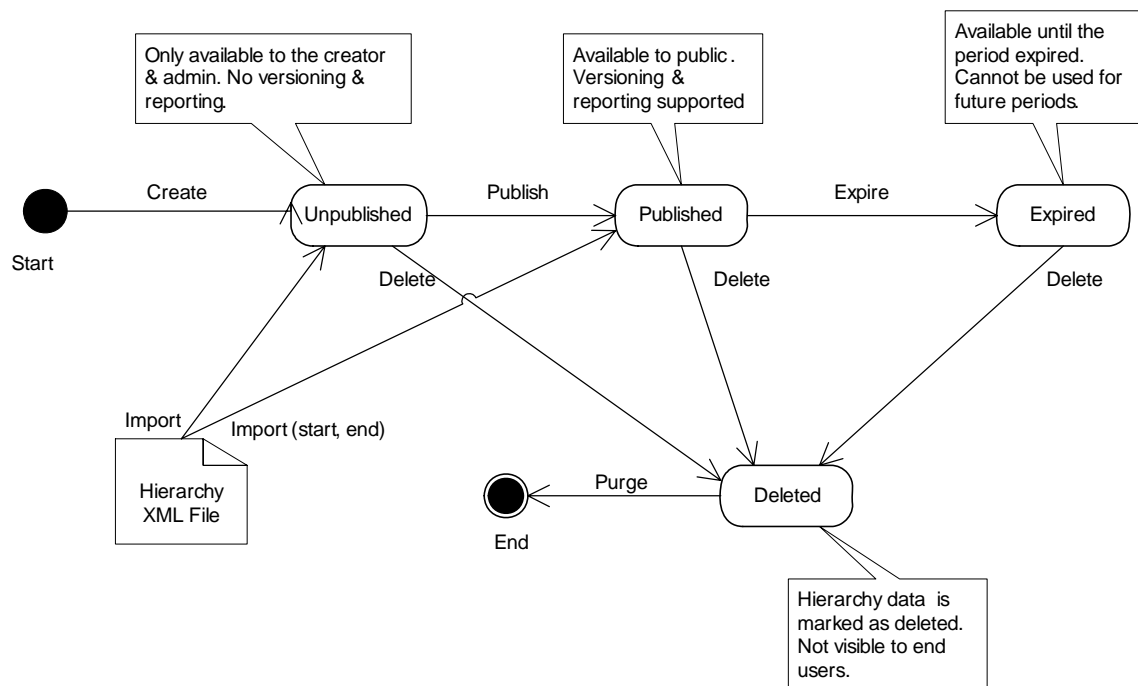 Only available to the creator
& admin. No versioning &
reporting.
Available to public.
Versioning &
reporting supported
Available until the
period expired.
Cannot be used for
future periods.
Create
Unpublished
Publish
Published
Expire
Expired
Start
Delete
Delete
Delete
Import
Import (start, end)
Hierarchy
XML File
Purge
Deleted
End
Hierarchy data is
marked as deleted.
Not visible to end
users.